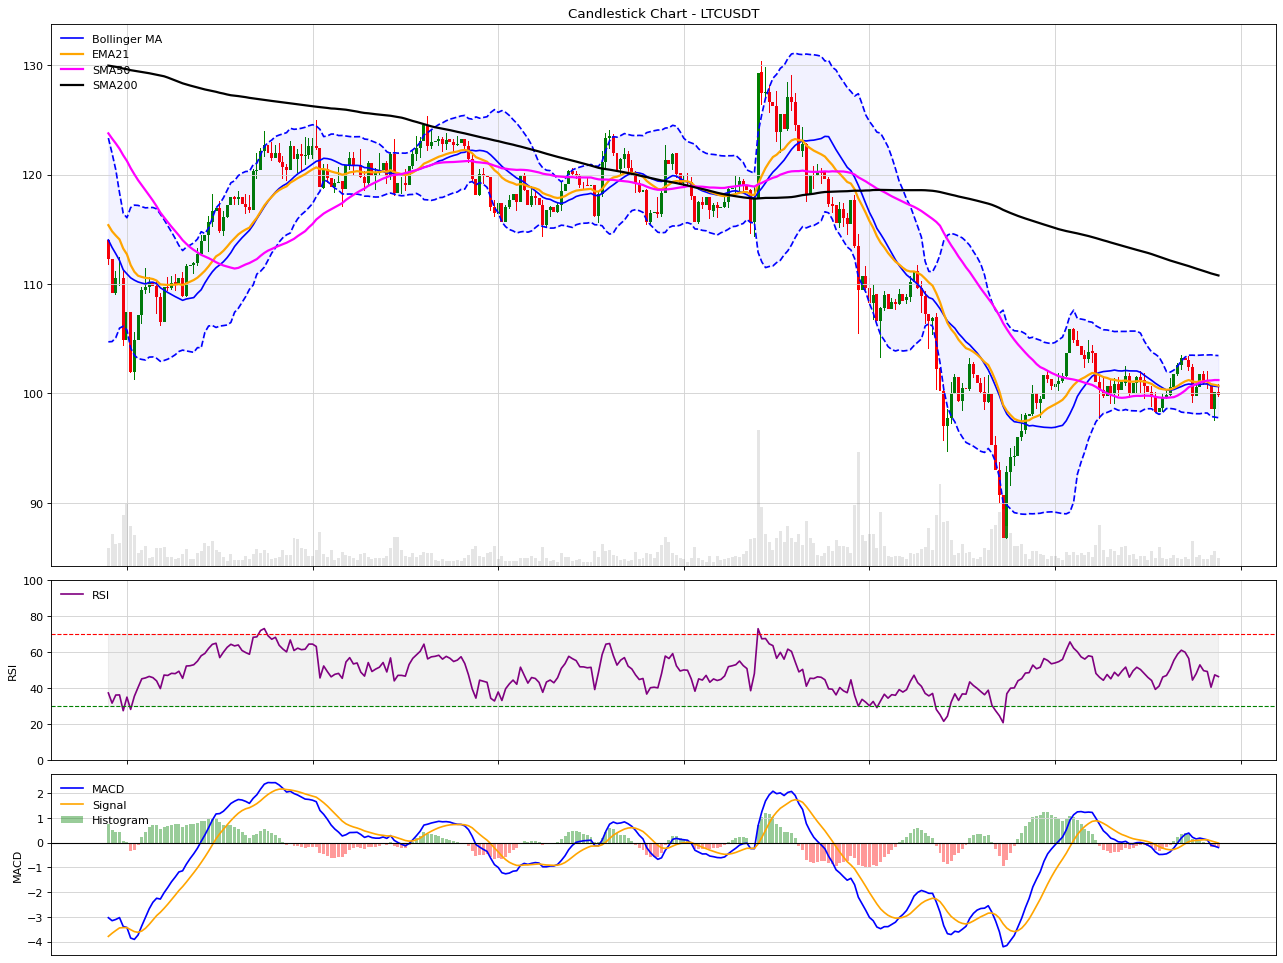 Candlestick Chart - LTCUSDT
Bollinger MA
EMA21
SMA50
SMA200
130
120
110
100
90
RSI
100
80
60
40
20
0
RSI
MACD
Signal
Histogram
2
1
0
−1
−2
−3
−4
MACD